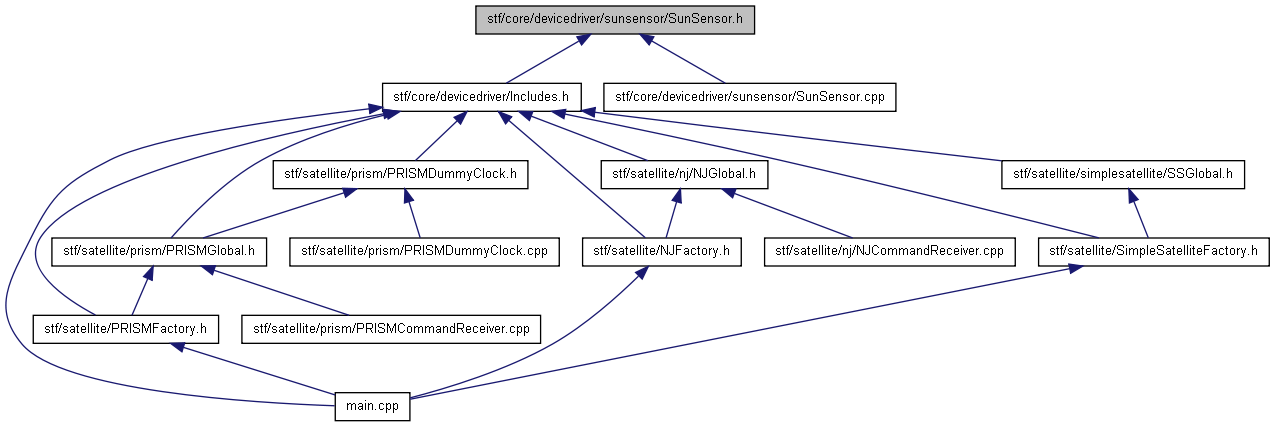 stf/core/devicedriver/sunsensor/SunSensor.h
stf/core/devicedriver/Includes.h
stf/core/devicedriver/sunsensor/SunSensor.cpp
stf/satellite/prism/PRISMDummyClock.h
stf/satellite/nj/NJGlobal.h
stf/satellite/simplesatellite/SSGlobal.h
stf/satellite/prism/PRISMGlobal.h
stf/satellite/prism/PRISMDummyClock.cpp
stf/satellite/NJFactory.h
stf/satellite/nj/NJCommandReceiver.cpp
stf/satellite/SimpleSatelliteFactory.h
stf/satellite/PRISMFactory.h
stf/satellite/prism/PRISMCommandReceiver.cpp
main.cpp